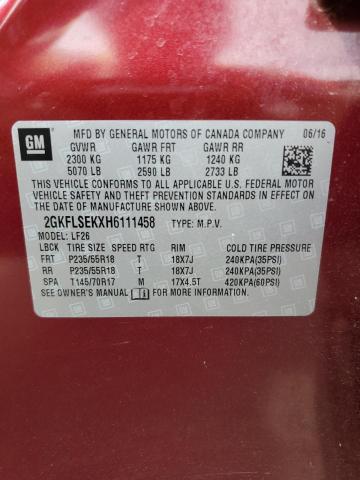 GM
MFD BY GENERAL MOTORS OF CANADA COMPANY 06/16
GVWR GAWR FRT GAWR RR
2300 KG 1175 KG 1240 KG
5070 LB 2590 LB 2733 LB
THIS VEHICLE CONFORMS TO ALL APPLICABLE U.S. FEDERAL MOTOR
VEHICLE SAFETY AND THEFT PREVENTION STANDARDS IN EFFECT
ON THE DATE OF MANUFACTURE SHOWN ABOVE.
2GKFLSEKXH6111458 TYPE: M.P.V.
MODEL: LF26
LBCK TIRE SIZE SPEED RTG RIM COLD TIRE PRESSURE
FRT P235/55R18 T 18X7J 240KPA(35PSI)
RR P235/55R18 T 18X7J 240KPA(35PSI)
SPA T145/70R17 M 17X4.5T 420KPA(60PSI)
SEE OWNER'S MANUAL FOR MORE INFORMATION.